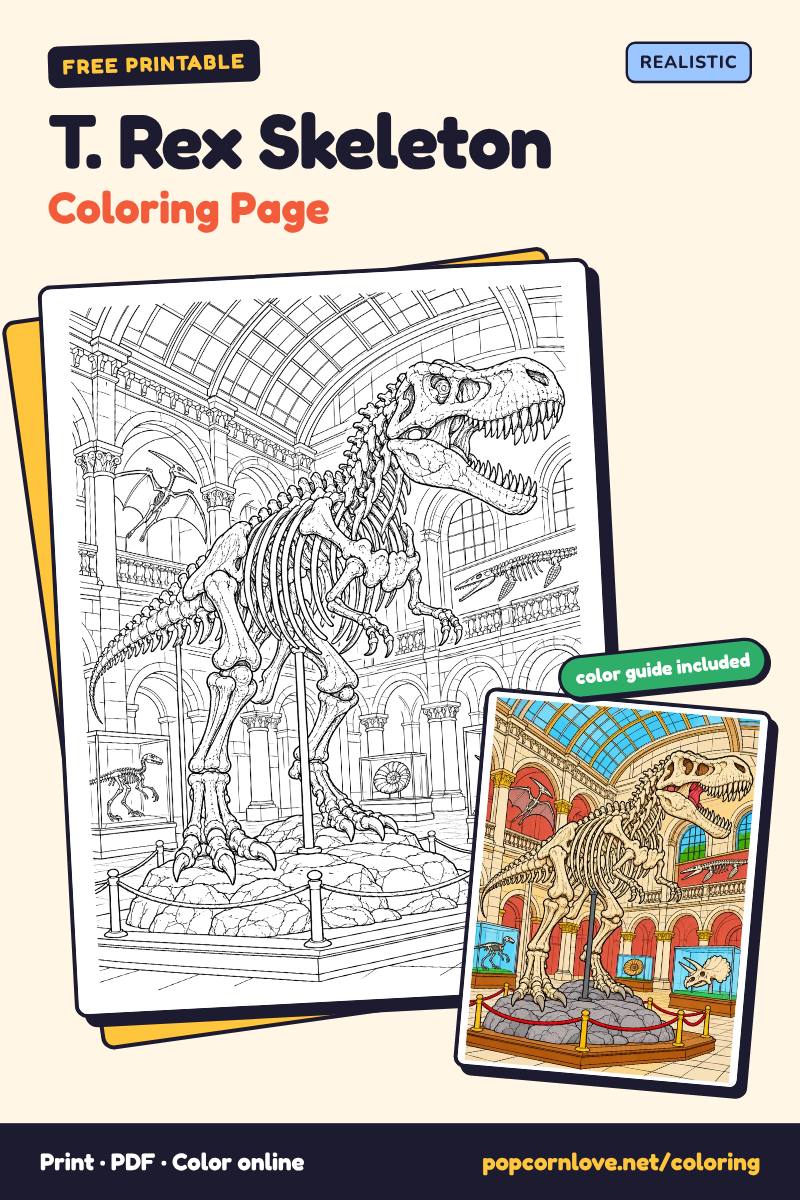 FREE PRINTABLE
REALISTIC
T. Rex Skeleton
Coloring Page
color guide included
Print · PDF · Color online
popcornlove.net/coloring